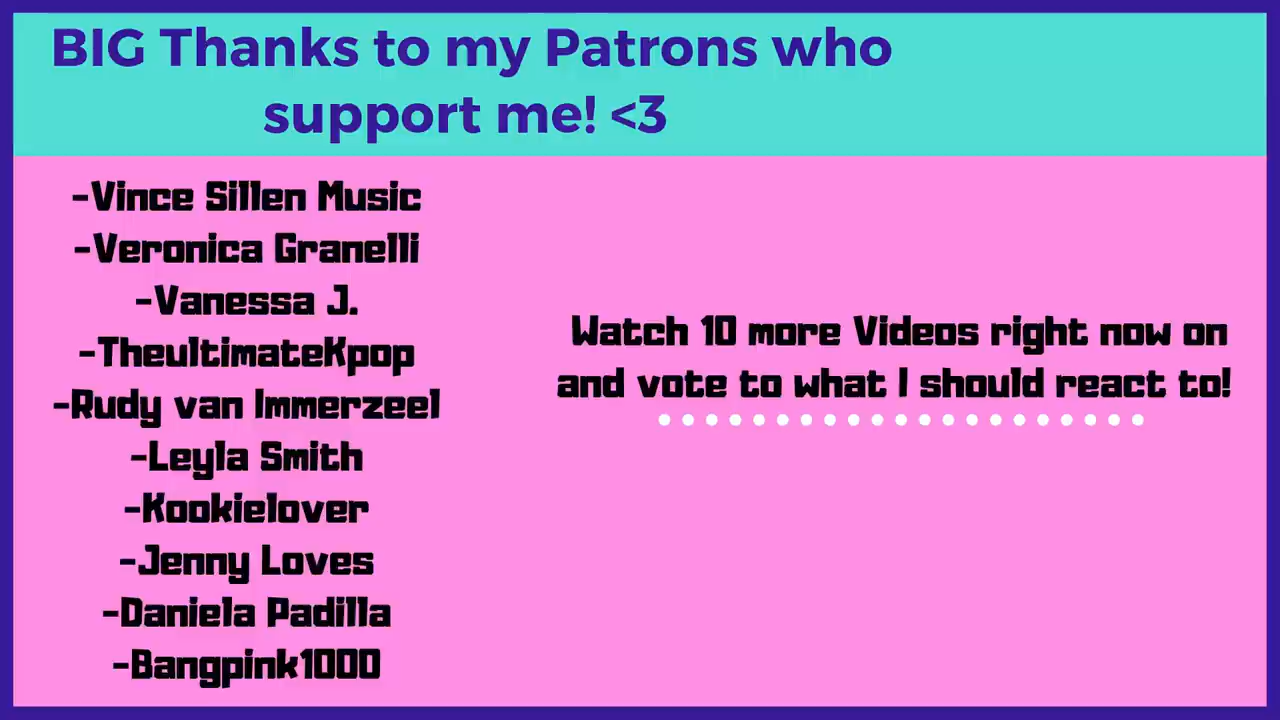 BIG Thanks to my Patrons who
support me! <3
-Vince Sillen Music
-Veronica Granelli
-Vanessa J.
-TheultimateKpop
-Rudy van Immerzeel
-Leyla Smith
-Kookielover
-Jenny Loves
-Daniela Padilla
-Bangpink1000
Watch 10 more Videos right now on
and vote to what I should react to!